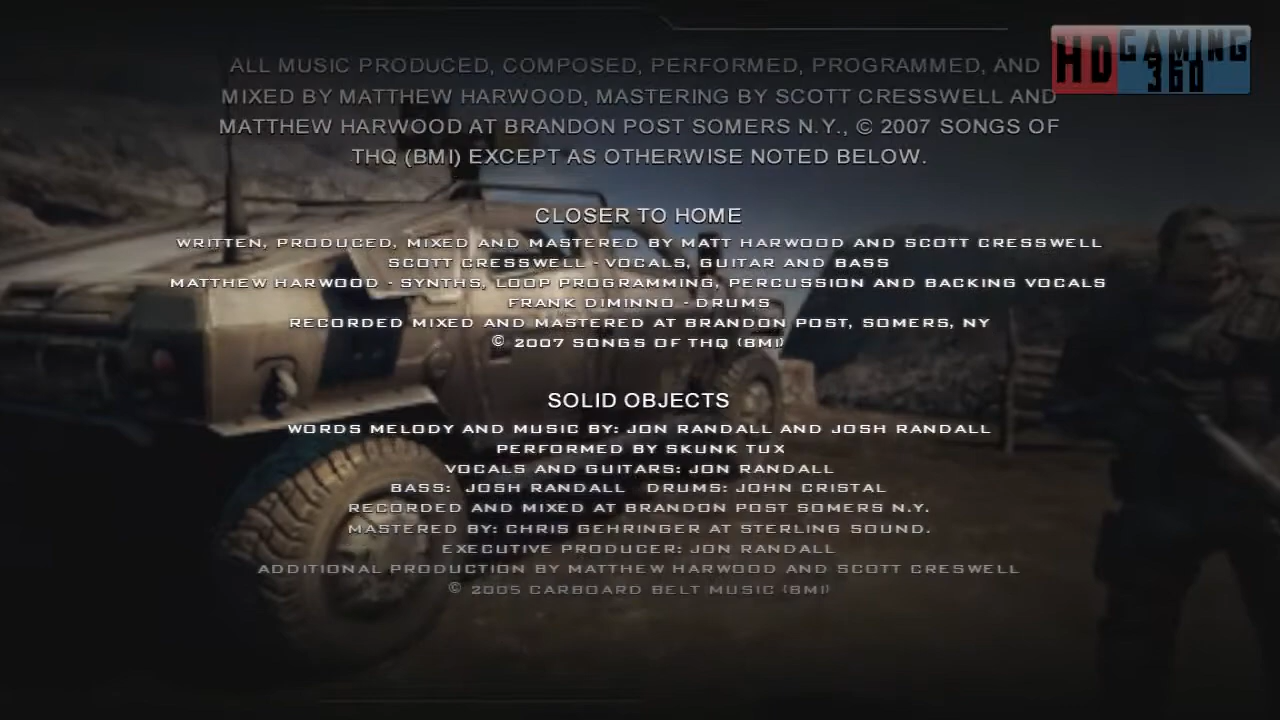 ALL MUSIC PRODUCED, COMPOSED, PERFORMED, PROGRAMMED, AND
MIXED BY MATTHEW HARWOOD, MASTERING BY SCOTT CRESSWELL AND
MATTHEW HARWOOD AT BRANDON POST SOMERS N.Y., © 2007 SONGS OF
THQ (BMI) EXCEPT AS OTHERWISE NOTED BELOW.
HD GAMING 360
CLOSER TO HOME
WRITTEN, PRODUCED, MIXED AND MASTERED BY MATT HARWOOD AND SCOTT CRESSWELL
SCOTT CRESSWELL - VOCALS, GUITAR AND BASS
MATTHEW HARWOOD - SYNTHS, LOOP PROGRAMMING, PERCUSSION AND BACKING VOCALS
FRANK DIMINNO - DRUMS
RECORDED MIXED AND MASTERED AT BRANDON POST, SOMERS, NY
© 2007 SONGS OF THQ (BMI)
SOLID OBJECTS
WORDS MELODY AND MUSIC BY: JON RANDALL AND JOSH RANDALL
PERFORMED BY SKUNK TUX
VOCALS AND GUITARS: JON RANDALL
BASS: JOSH RANDALL DRUMS: JOHN CRISTAL
RECORDED AND MIXED AT BRANDON POST SOMERS N.Y.
MASTERED BY: CHRIS GEHRINGER AT STERLING SOUND.
EXECUTIVE PRODUCER: JON RANDALL
ADDITIONAL PRODUCTION BY MATTHEW HARWOOD AND SCOTT CRESWELL
© 2005 CARBOARD BELT MUSIC (BMI)